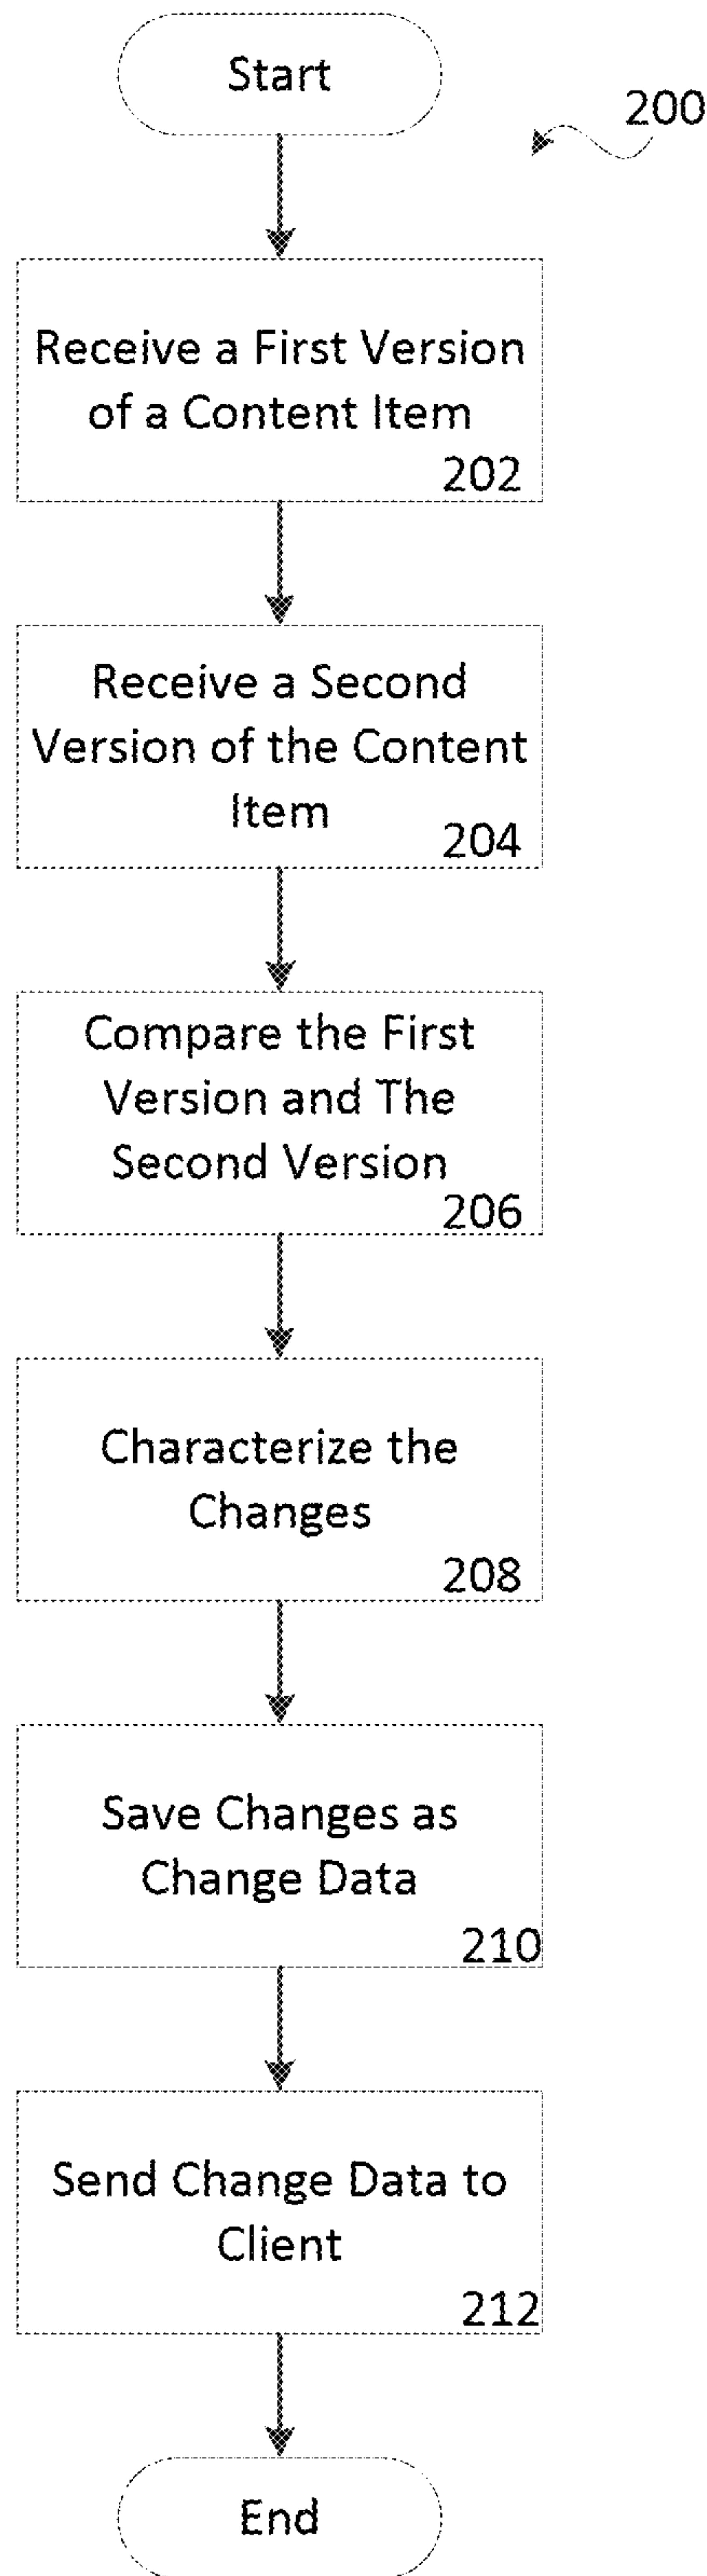 Start
200
Receive a First Version
of a Content Item
202
Receive a Second
Version of the Content
Item
204
Compare the First
Version and The
Second Version
206
Characterize the
Changes
208
Save Changes as
Change Data
210
Send Change Data to
Client
212
End